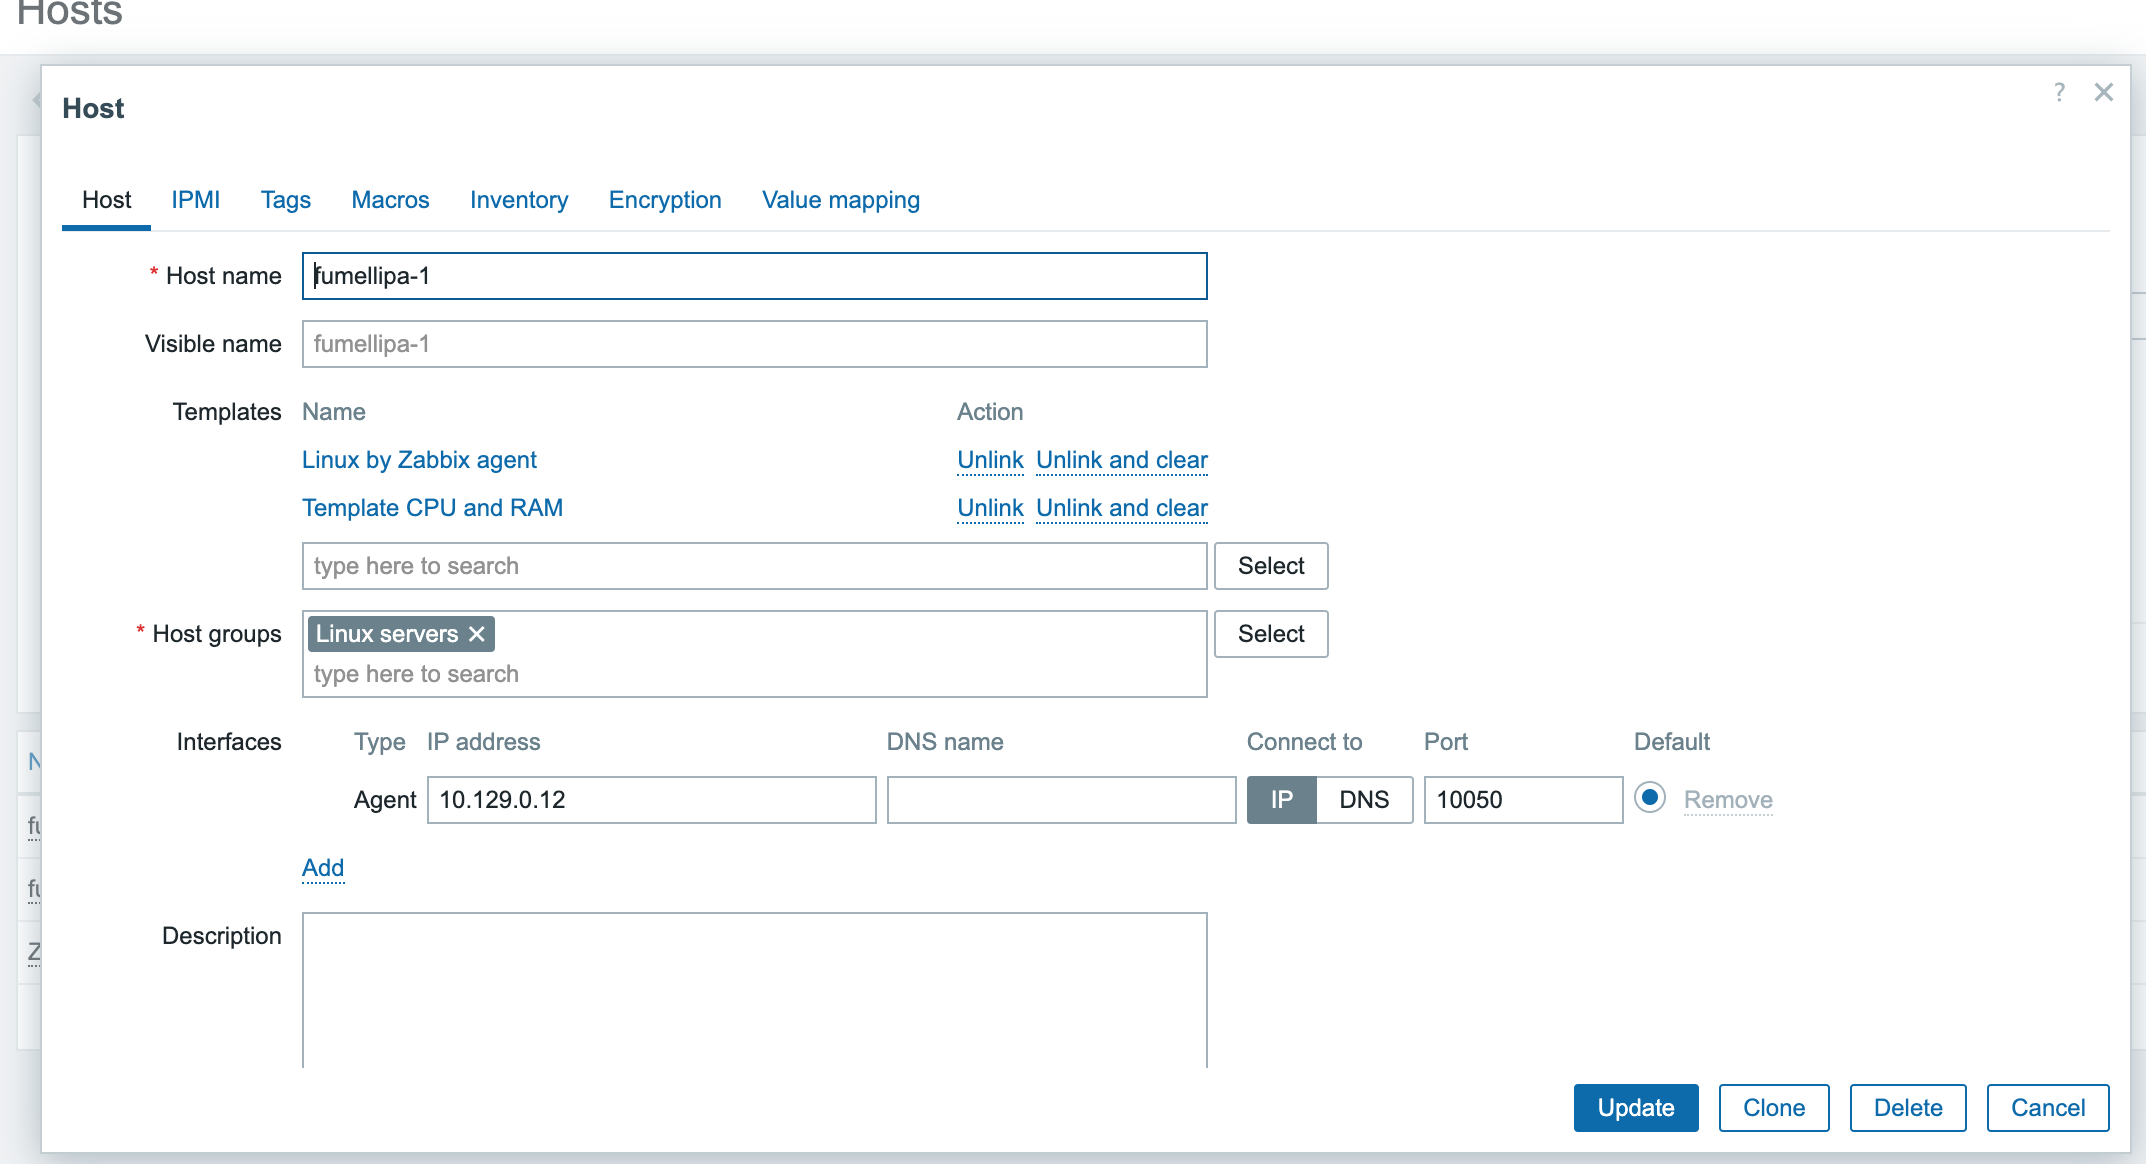 Hosts
Host
?
Host IPMI Tags Macros Inventory Encryption Value mapping
* Host name fumellipa-1
Visible name fumellipa-1
Templates Name Action
Linux by Zabbix agent Unlink Unlink and clear
Template CPU and RAM Unlink Unlink and clear
type here to search Select
* Host groups Linux servers Select
type here to search
Interfaces Type IP address DNS name Connect to Port Default
Agent 10.129.0.12 IP DNS 10050 Remove
Add
Description
Update Clone Delete Cancel